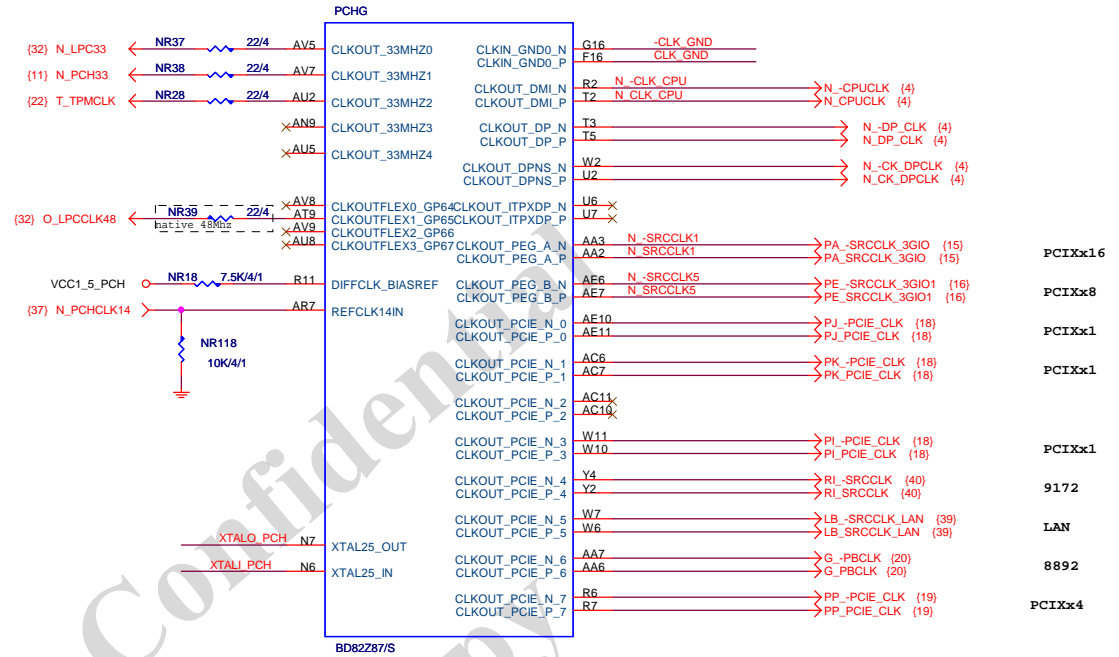 PCHG
{32} N_LPC33 NR37 22/4 AV5 CLKOUT_33MHZ0
{11} N_PCH33 NR38 22/4 AV7 CLKOUT_33MHZ1
{22} T_TPMCLK NR28 22/4 AU2 CLKOUT_33MHZ2
AN9 CLKOUT_33MHZ3
AU5 CLKOUT_33MHZ4
AV8 CLKOUTFLEX0_GP64
{32} O_LPCCLK48 NR39 22/4 AT9 CLKOUTFLEX1_GP65
native 48Mhz
AV9 CLKOUTFLEX2_GP66
AU8 CLKOUTFLEX3_GP67
VCC1_5_PCH NR18 7.5K/4/1 R11 DIFFCLK_BIASREF
{37} N_PCHCLK14 AR7 REFCLK14IN
NR118
10K/4/1
XTALO_PCH N7 XTAL25_OUT
XTALI_PCH N6 XTAL25_IN
CLKIN_GND0_N G16 -CLK_GND
CLKIN_GND0_P F16 CLK_GND
CLKOUT_DMI_N R2 N_-CLK_CPU N_-CPUCLK {4}
CLKOUT_DMI_P T2 N_CLK_CPU N_CPUCLK {4}
CLKOUT_DP_N T3 N_-DP_CLK {4}
CLKOUT_DP_P T5 N_DP_CLK {4}
CLKOUT_DPNS_N W2 N_-CK_DPCLK {4}
CLKOUT_DPNS_P U2 N_CK_DPCLK {4}
CLKOUT_ITPXDP_N U6
CLKOUT_ITPXDP_P U7
CLKOUT_PEG_A_N AA3 N_-SRCCLK1 PA_-SRCCLK_3GIO {15}
CLKOUT_PEG_A_P AA2 N_SRCCLK1 PA_SRCCLK_3GIO {15}
PCIXx16
CLKOUT_PEG_B_N AE6 N_-SRCCLK5 PE_-SRCCLK_3GIO1 {16}
CLKOUT_PEG_B_P AE7 N_SRCCLK5 PE_SRCCLK_3GIO1 {16}
PCIXx8
CLKOUT_PCIE_N_0 AE10 PJ_-PCIE_CLK {18}
CLKOUT_PCIE_P_0 AE11 PJ_PCIE_CLK {18}
PCIXx1
CLKOUT_PCIE_N_1 AC6 PK_-PCIE_CLK {18}
CLKOUT_PCIE_P_1 AC7 PK_PCIE_CLK {18}
PCIXx1
CLKOUT_PCIE_N_2 AC11
CLKOUT_PCIE_P_2 AC10
CLKOUT_PCIE_N_3 W11 PI_-PCIE_CLK {18}
CLKOUT_PCIE_P_3 W10 PI_PCIE_CLK {18}
PCIXx1
CLKOUT_PCIE_N_4 Y4 RI_-SRCCLK {40}
CLKOUT_PCIE_P_4 Y2 RI_SRCCLK {40}
9172
CLKOUT_PCIE_N_5 W7 LB_-SRCCLK_LAN {39}
CLKOUT_PCIE_P_5 W6 LB_SRCCLK_LAN {39}
LAN
CLKOUT_PCIE_N_6 AA7 G_-PBCLK {20}
CLKOUT_PCIE_P_6 AA6 G_PBCLK {20}
8892
CLKOUT_PCIE_N_7 R6 PP_-PCIE_CLK {19}
CLKOUT_PCIE_P_7 R7 PP_PCIE_CLK {19}
PCIXx4
BD82Z87/S
Confidential